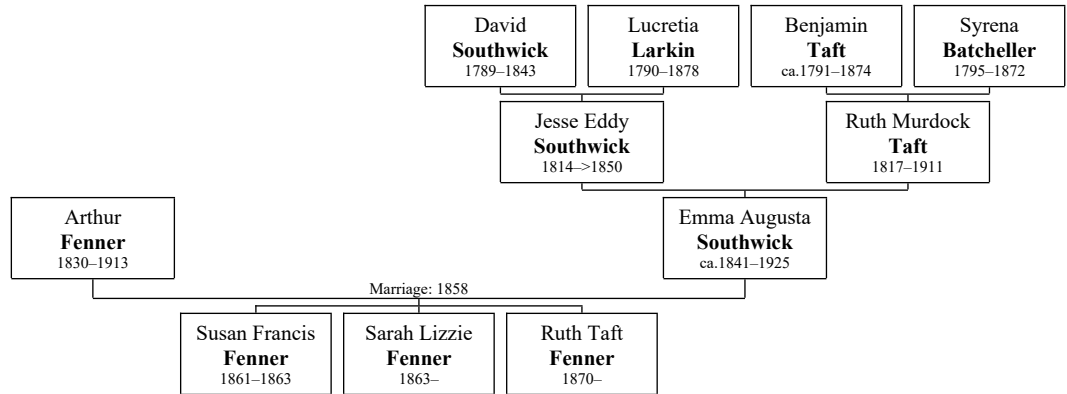 David
Southwick
1789–1843
Lucretia
Larkin
1790–1878
Benjamin
Taft
ca.1791–1874
Syrena
Batcheller
1795–1872
Jesse Eddy
Southwick
1814–>1850
Ruth Murdock
Taft
1817–1911
Arthur
Fenner
1830–1913
Emma Augusta
Southwick
ca.1841–1925
Marriage: 1858
Susan Francis
Fenner
1861–1863
Sarah Lizzie
Fenner
1863–
Ruth Taft
Fenner
1870–